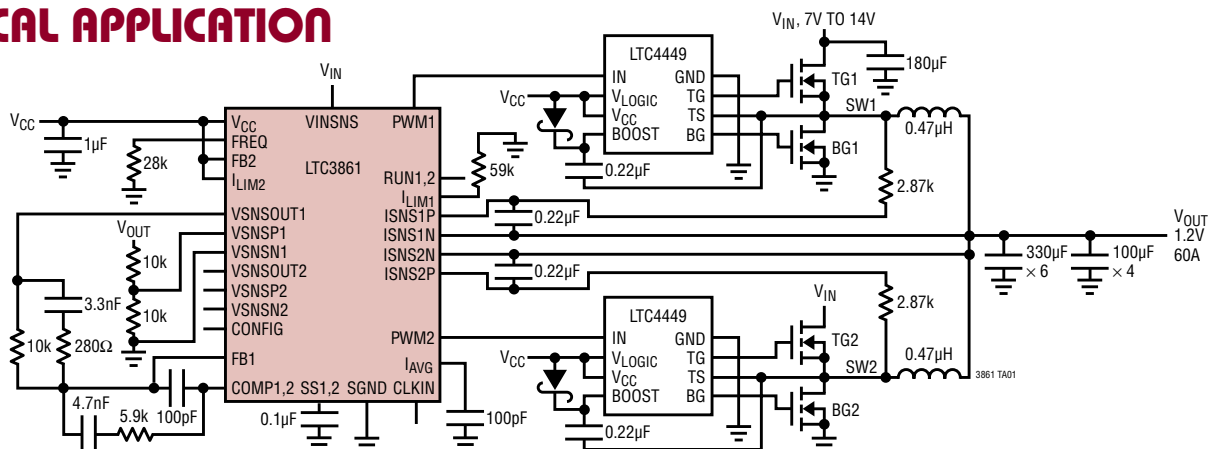 CAL APPLICATION
VIN, 7V TO 14V
LTC4449
180µF
VIN
IN
GND
VCC
VLOGIC
TG
TG1
VCC
TS
SW1
BOOST
BG
BG1
0.47µH
0.22µF
2.87k
VCC
1µF
28k
VCC
VINSNS
PWM1
FREQ
FB2
LTC3861
ILIM2
RUN1,2
59k
ILIM1
VSNSOUT1
ISNS1P
0.22µF
VOUT
VSNSP1
ISNS1N
VSNSN1
ISNS2N
10k
VSNSOUT2
ISNS2P
0.22µF
VSNSP2
10k
VSNSN2
3.3nF
CONFIG
10k
280Ω
PWM2
FB1
IAVG
COMP1,2
SS1,2
SGND
CLKIN
4.7nF
5.9k
100pF
0.1µF
100pF
VOUT
1.2V
60A
330µF
× 6
100µF
× 4
VIN
2.87k
LTC4449
IN
GND
VCC
VLOGIC
TG
TG2
VCC
TS
SW2
0.47µH
BOOST
BG
BG2
0.22µF
3861 TA01